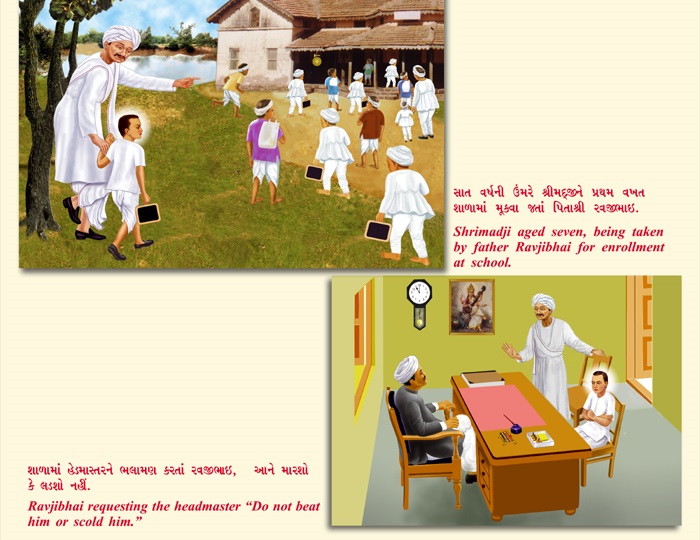 સાત વર્ષની ઉંમરે શ્રીમદ્જીને પ્રથમ વખત
શાળામાં મૂકવા જતાં પિતાશ્રી રવજીભાઇ.
Shrimadji aged seven, being taken
by father Ravjibhai for enrollment
at school.
શાળામાં હેડમાસ્તરને ભલામણ કરતાં રવજીભાઇ, આને મારશો
કે લડશો નહીં.
Ravjibhai requesting the headmaster “Do not beat
him or scold him.”